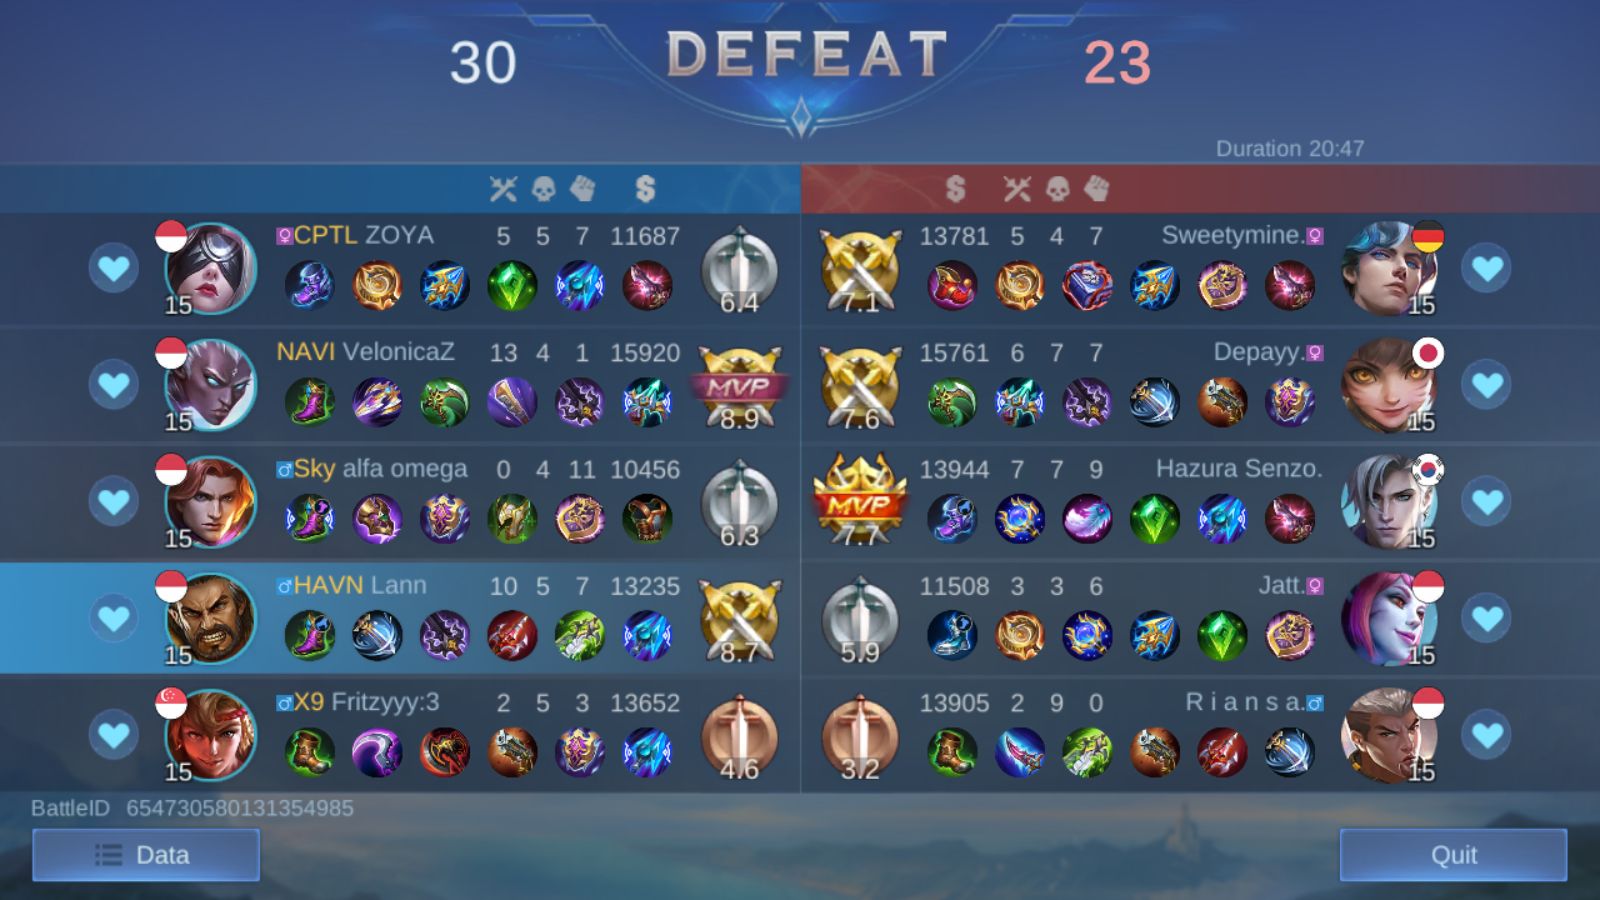 30 DEFEAT 23
Duration 20:47
CPTL ZOYA 5 5 7 11687
15 6.4
7.1 13781 5 4 7 Sweetymine.
15
NAVI VelonicaZ 13 4 1 15920
15 MVP 8.9
7.6 15761 6 7 7 Depayy.
15
Sky alfa omega 0 4 11 10456
15 6.3
MVP 7.7 13944 7 7 9 Hazura Senzo.
15
HAVN Lann 10 5 7 13235
15 8.7
5.9 11508 3 3 6 Jatt.
15
X9 Fritzyyy:3 2 5 3 13652
15 4.6
3.2 13905 2 9 0 R i a n s a.
15
BattleID 654730580131354985
Data Quit